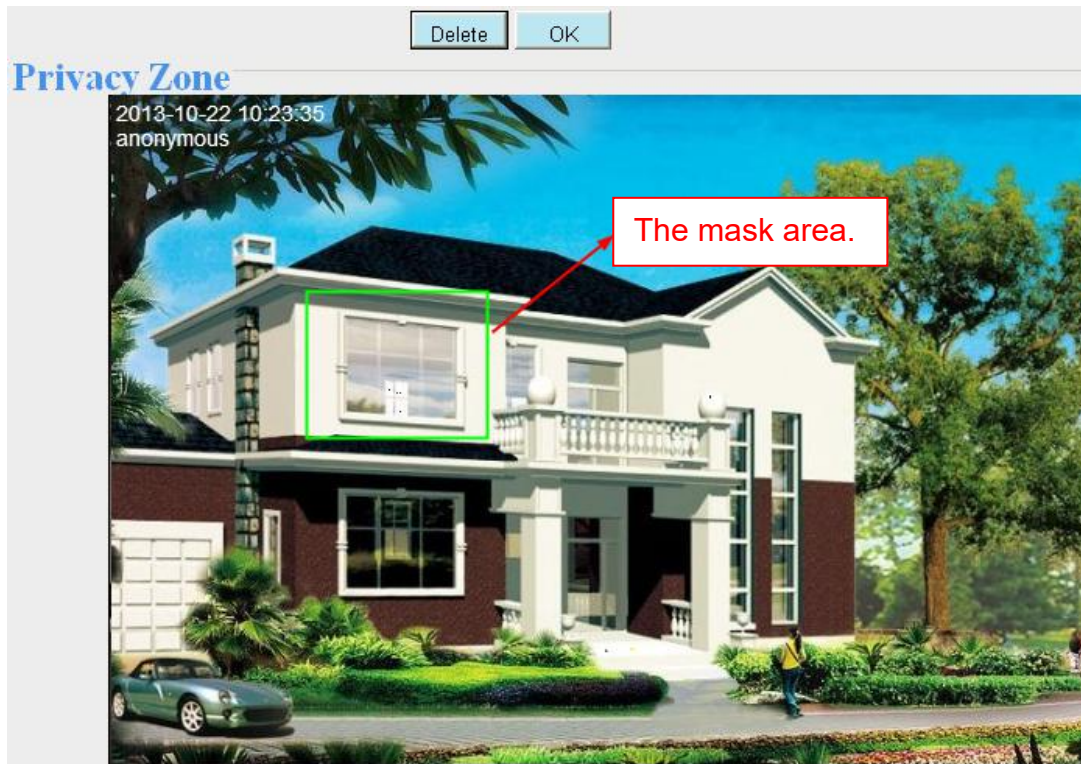 Delete OK
Privacy Zone
2013-10-22 10:23:35
anonymous
The mask area.